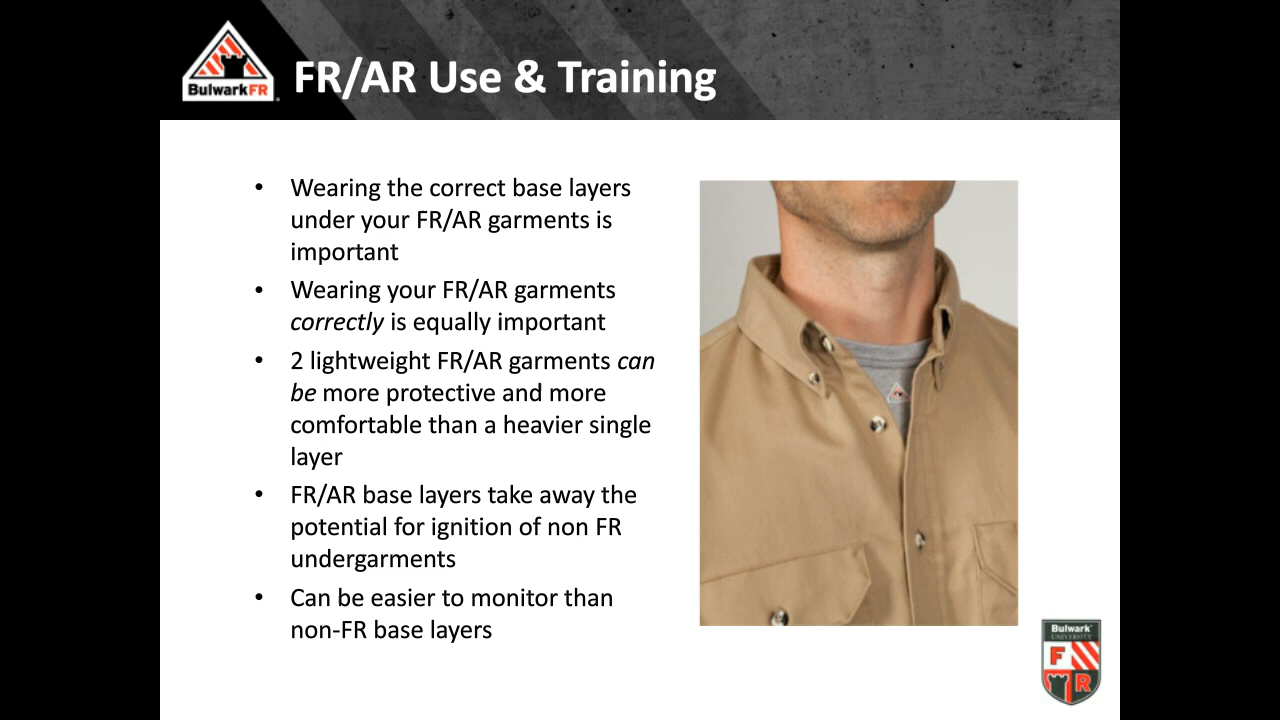 BulwarkFR
FR/AR Use & Training
• Wearing the correct base layers
under your FR/AR garments is
important
• Wearing your FR/AR garments
correctly is equally important
• 2 lightweight FR/AR garments can
be more protective and more
comfortable than a heavier single
layer
• FR/AR base layers take away the
potential for ignition of non FR
undergarments
• Can be easier to monitor than
non-FR base layers
Bulwark
UNIVERSITY
F
R